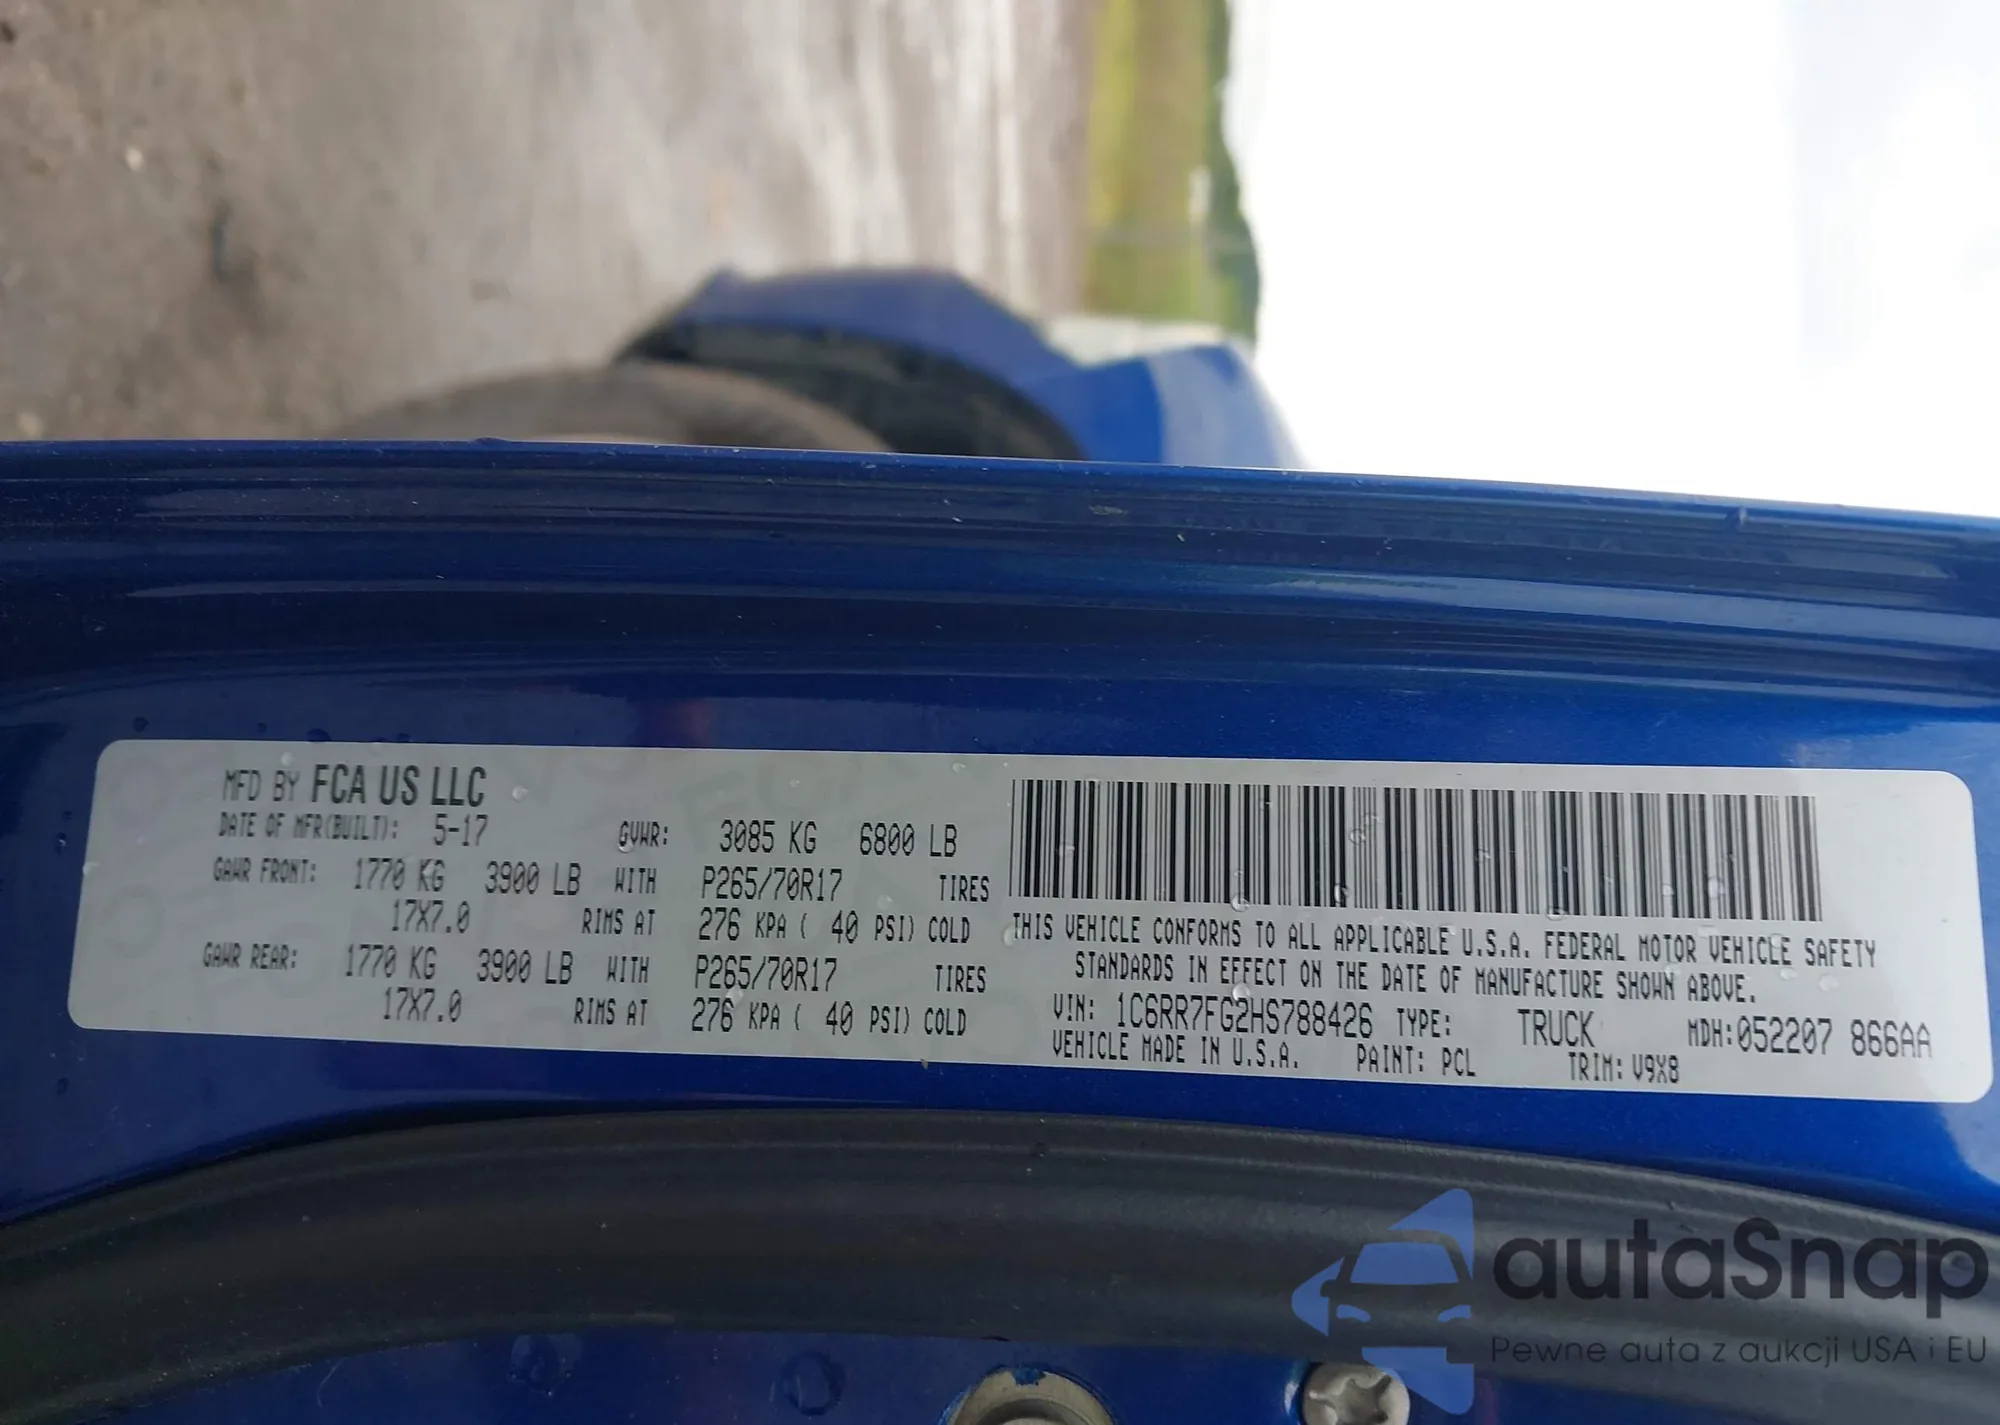 MFD BY FCA US LLC
DATE OF MFR(BUILT): 5-17 GVWR: 3085 KG 6800 LB
GAWR FRONT: 1770 KG 3900 LB WITH P265/70R17 TIRES
17X7.0 RIMS AT 276 KPA ( 40 PSI) COLD
GAWR REAR: 1770 KG 3900 LB WITH P265/70R17 TIRES
17X7.0 RIMS AT 276 KPA ( 40 PSI) COLD
THIS VEHICLE CONFORMS TO ALL APPLICABLE U.S.A. FEDERAL MOTOR VEHICLE SAFETY
STANDARDS IN EFFECT ON THE DATE OF MANUFACTURE SHOWN ABOVE.
VIN: 1C6RR7FG2HS788426 TYPE: TRUCK MDH:052207 866AA
VEHICLE MADE IN U.S.A. PAINT: PCL TRIM: V9X8
autaSnap
Pewne auta z aukcji USA i EU